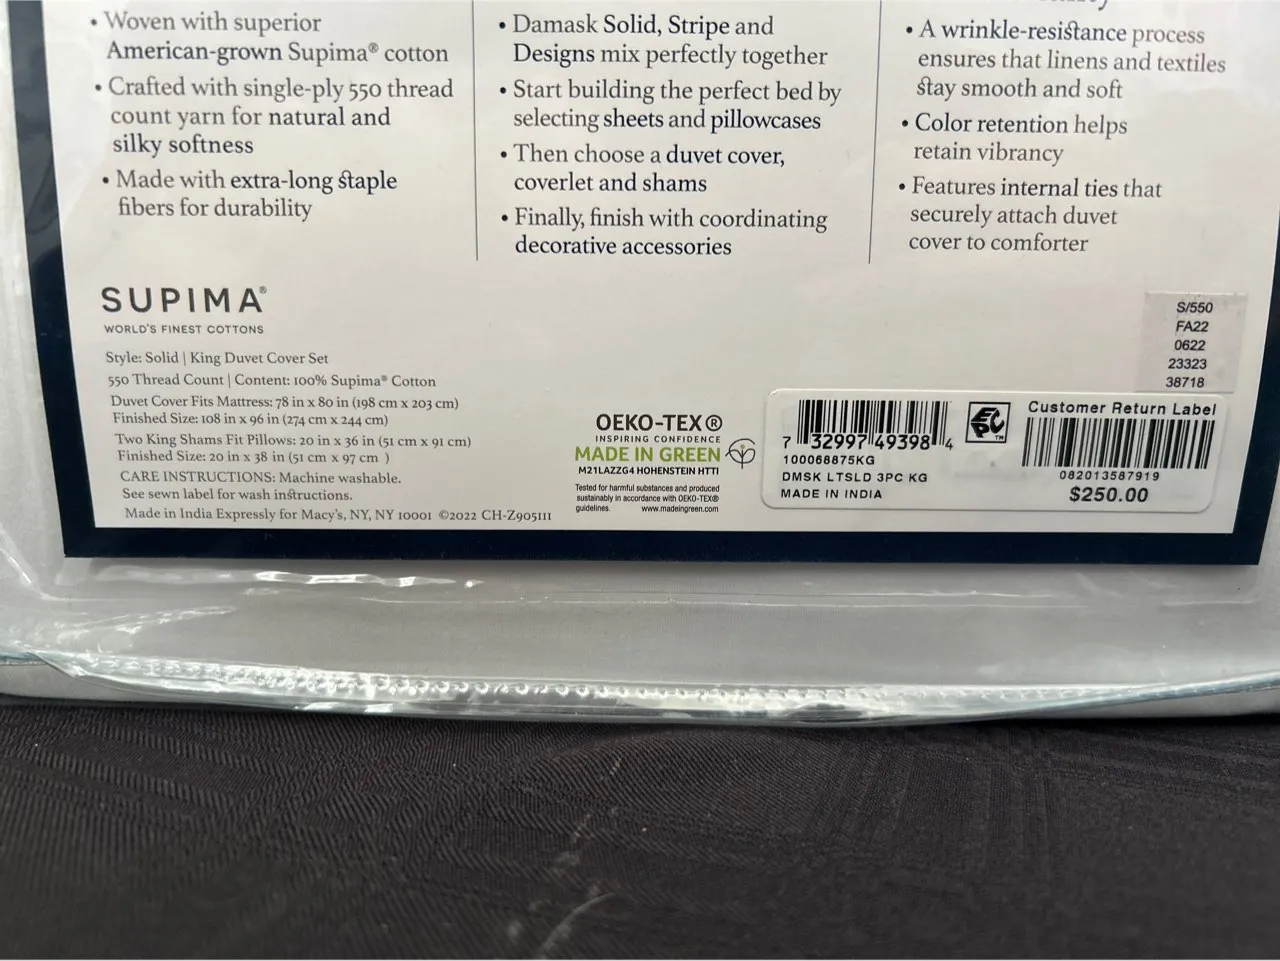 • Woven with superior
American-grown Supima® cotton
• Crafted with single-ply 550 thread
count yarn for natural and
silky softness
• Made with extra-long staple
fibers for durability
• Damask Solid, Stripe and
Designs mix perfectly together
• Start building the perfect bed by
selecting sheets and pillowcases
• Then choose a duvet cover,
coverlet and shams
• Finally, finish with coordinating
decorative accessories
• A wrinkle-resistance process
ensures that linens and textiles
stay smooth and soft
• Color retention helps
retain vibrancy
• Features internal ties that
securely attach duvet
cover to comforter
SUPIMA®
WORLD'S FINEST COTTONS
Style: Solid | King Duvet Cover Set
550 Thread Count | Content: 100% Supima® Cotton
Duvet Cover Fits Mattress: 78 in x 80 in (198 cm x 203 cm)
Finished Size: 108 in x 96 in (274 cm x 244 cm)
Two King Shams Fit Pillows: 20 in x 36 in (51 cm x 91 cm)
Finished Size: 20 in x 38 in (51 cm x 97 cm )
CARE INSTRUCTIONS: Machine washable.
See sewn label for wash instructions.
Made in India Expressly for Macy's, NY, NY 10001 ©2022 CH-Z905111
OEKO-TEX®
INSPIRING CONFIDENCE
MADE IN GREEN
M21LAZZG4 HOHENSTEIN HTTI
Tested for harmful substances and produced
sustainably in accordance with OEKO-TEX®
guidelines. www.madeingreen.com
S/550
FA22
0622
23323
38718
7 32997 49398 4
100068875KG
DMSK LTSLD 3PC KG
MADE IN INDIA
EPC™
Customer Return Label
082013587919
$250.00